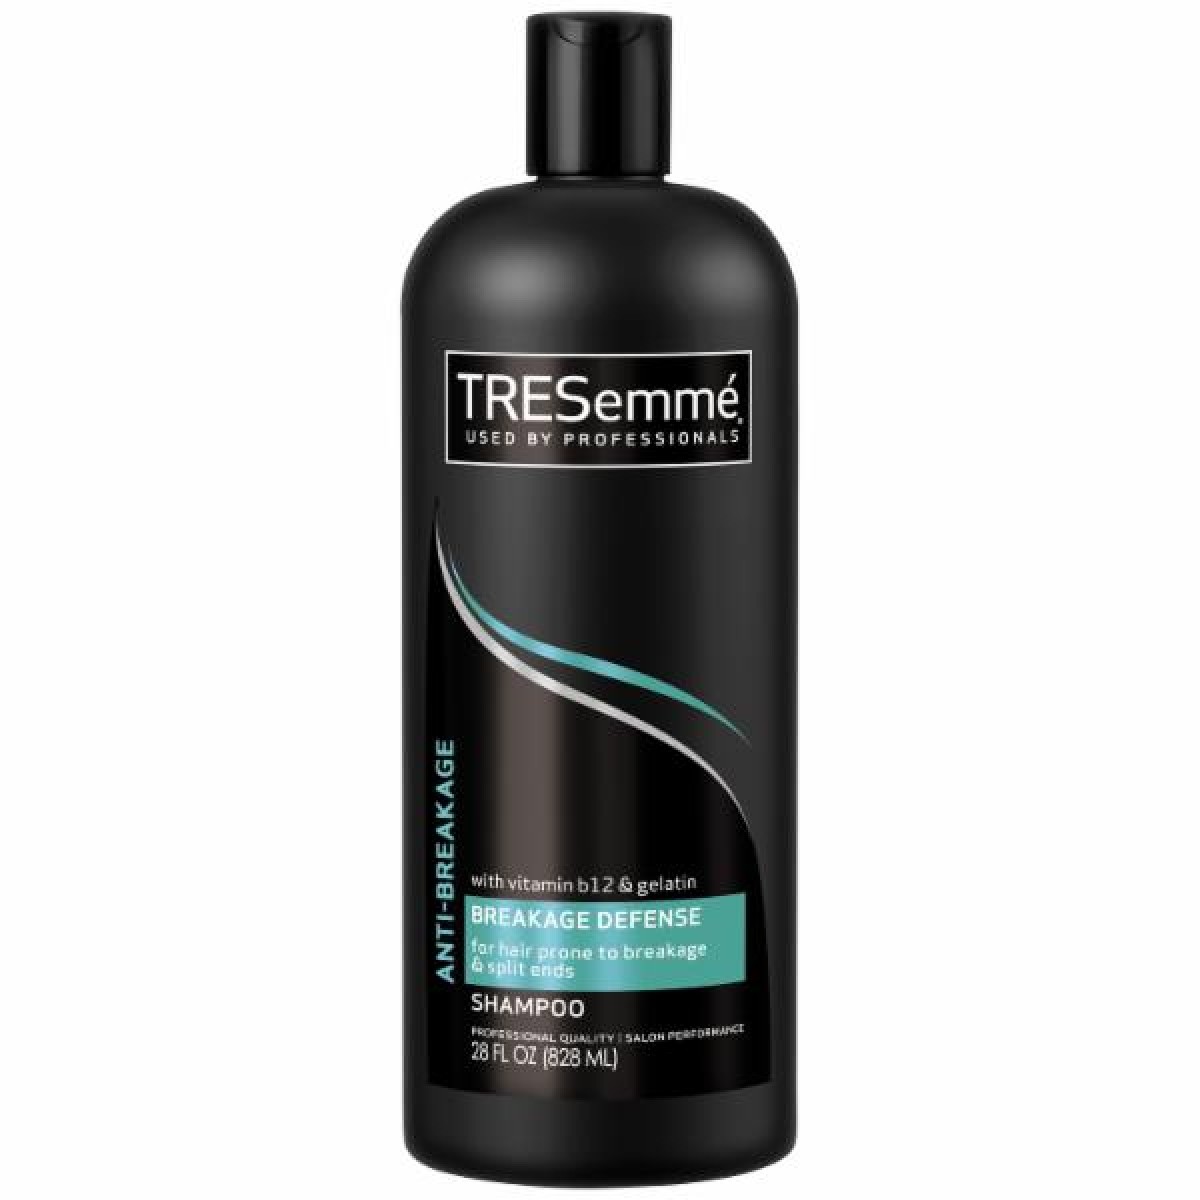 TRESemmé®
USED BY PROFESSIONALS
ANTI-BREAKAGE
with vitamin b12 & gelatin
BREAKAGE DEFENSE
for hair prone to breakage
& split ends
SHAMPOO
PROFESSIONAL QUALITY | SALON PERFORMANCE
28 FL OZ (828 ML)